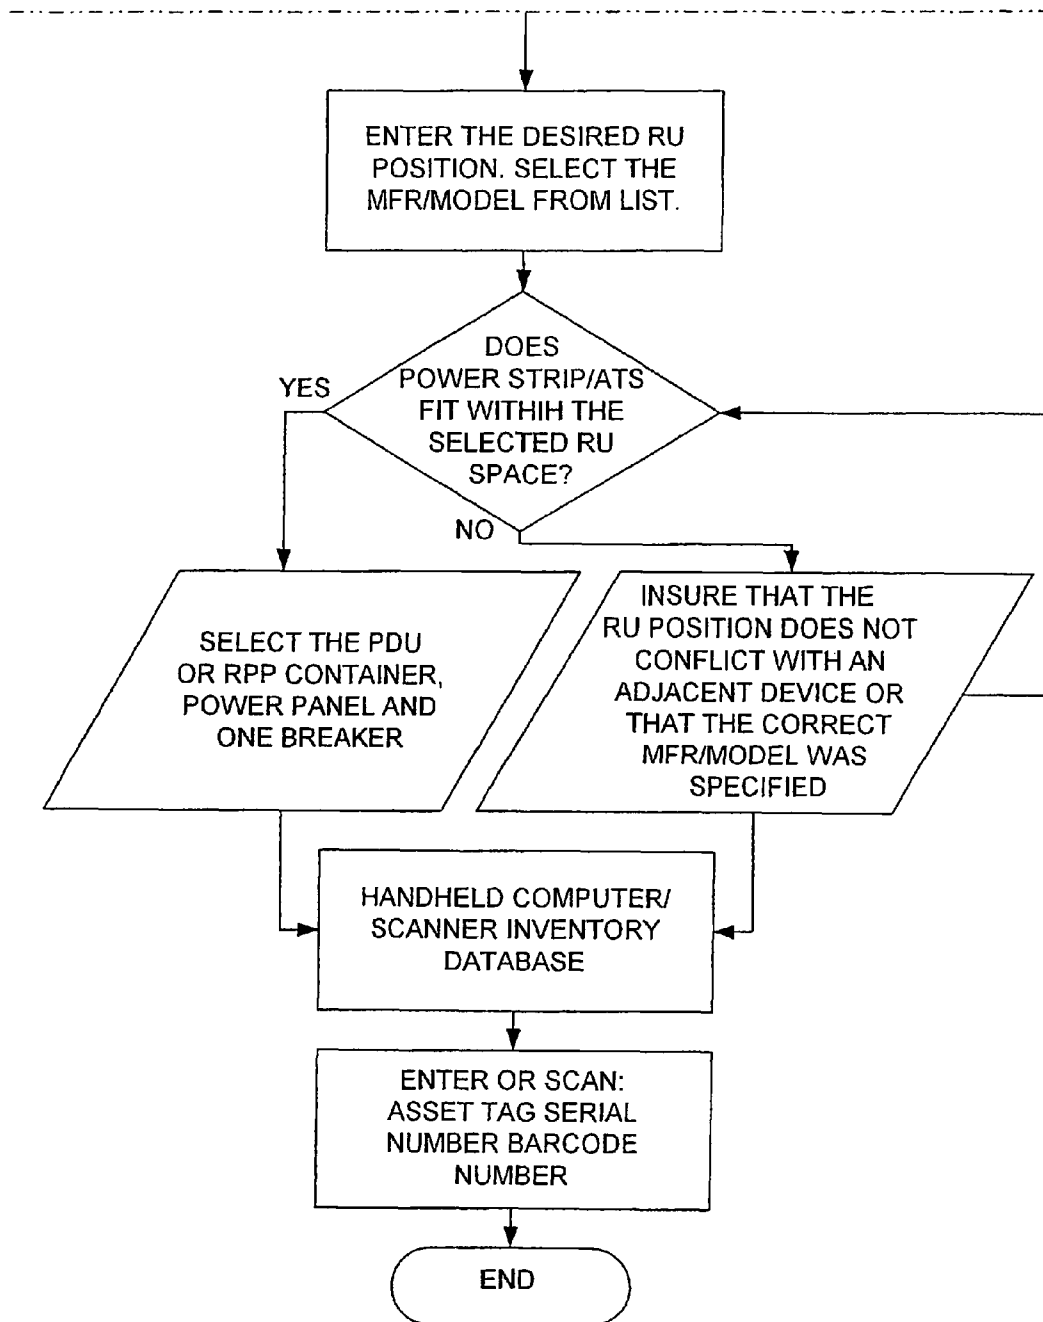 ENTER THE DESIRED RU
POSITION. SELECT THE
MFR/MODEL FROM LIST.
DOES
POWER STRIP/ATS
FIT WITHIH THE
SELECTED RU
SPACE?
YES
NO
SELECT THE PDU
OR RPP CONTAINER,
POWER PANEL AND
ONE BREAKER
INSURE THAT THE
RU POSITION DOES NOT
CONFLICT WITH AN
ADJACENT DEVICE OR
THAT THE CORRECT
MFR/MODEL WAS
SPECIFIED
HANDHELD COMPUTER/
SCANNER INVENTORY
DATABASE
ENTER OR SCAN:
ASSET TAG SERIAL
NUMBER BARCODE
NUMBER
END